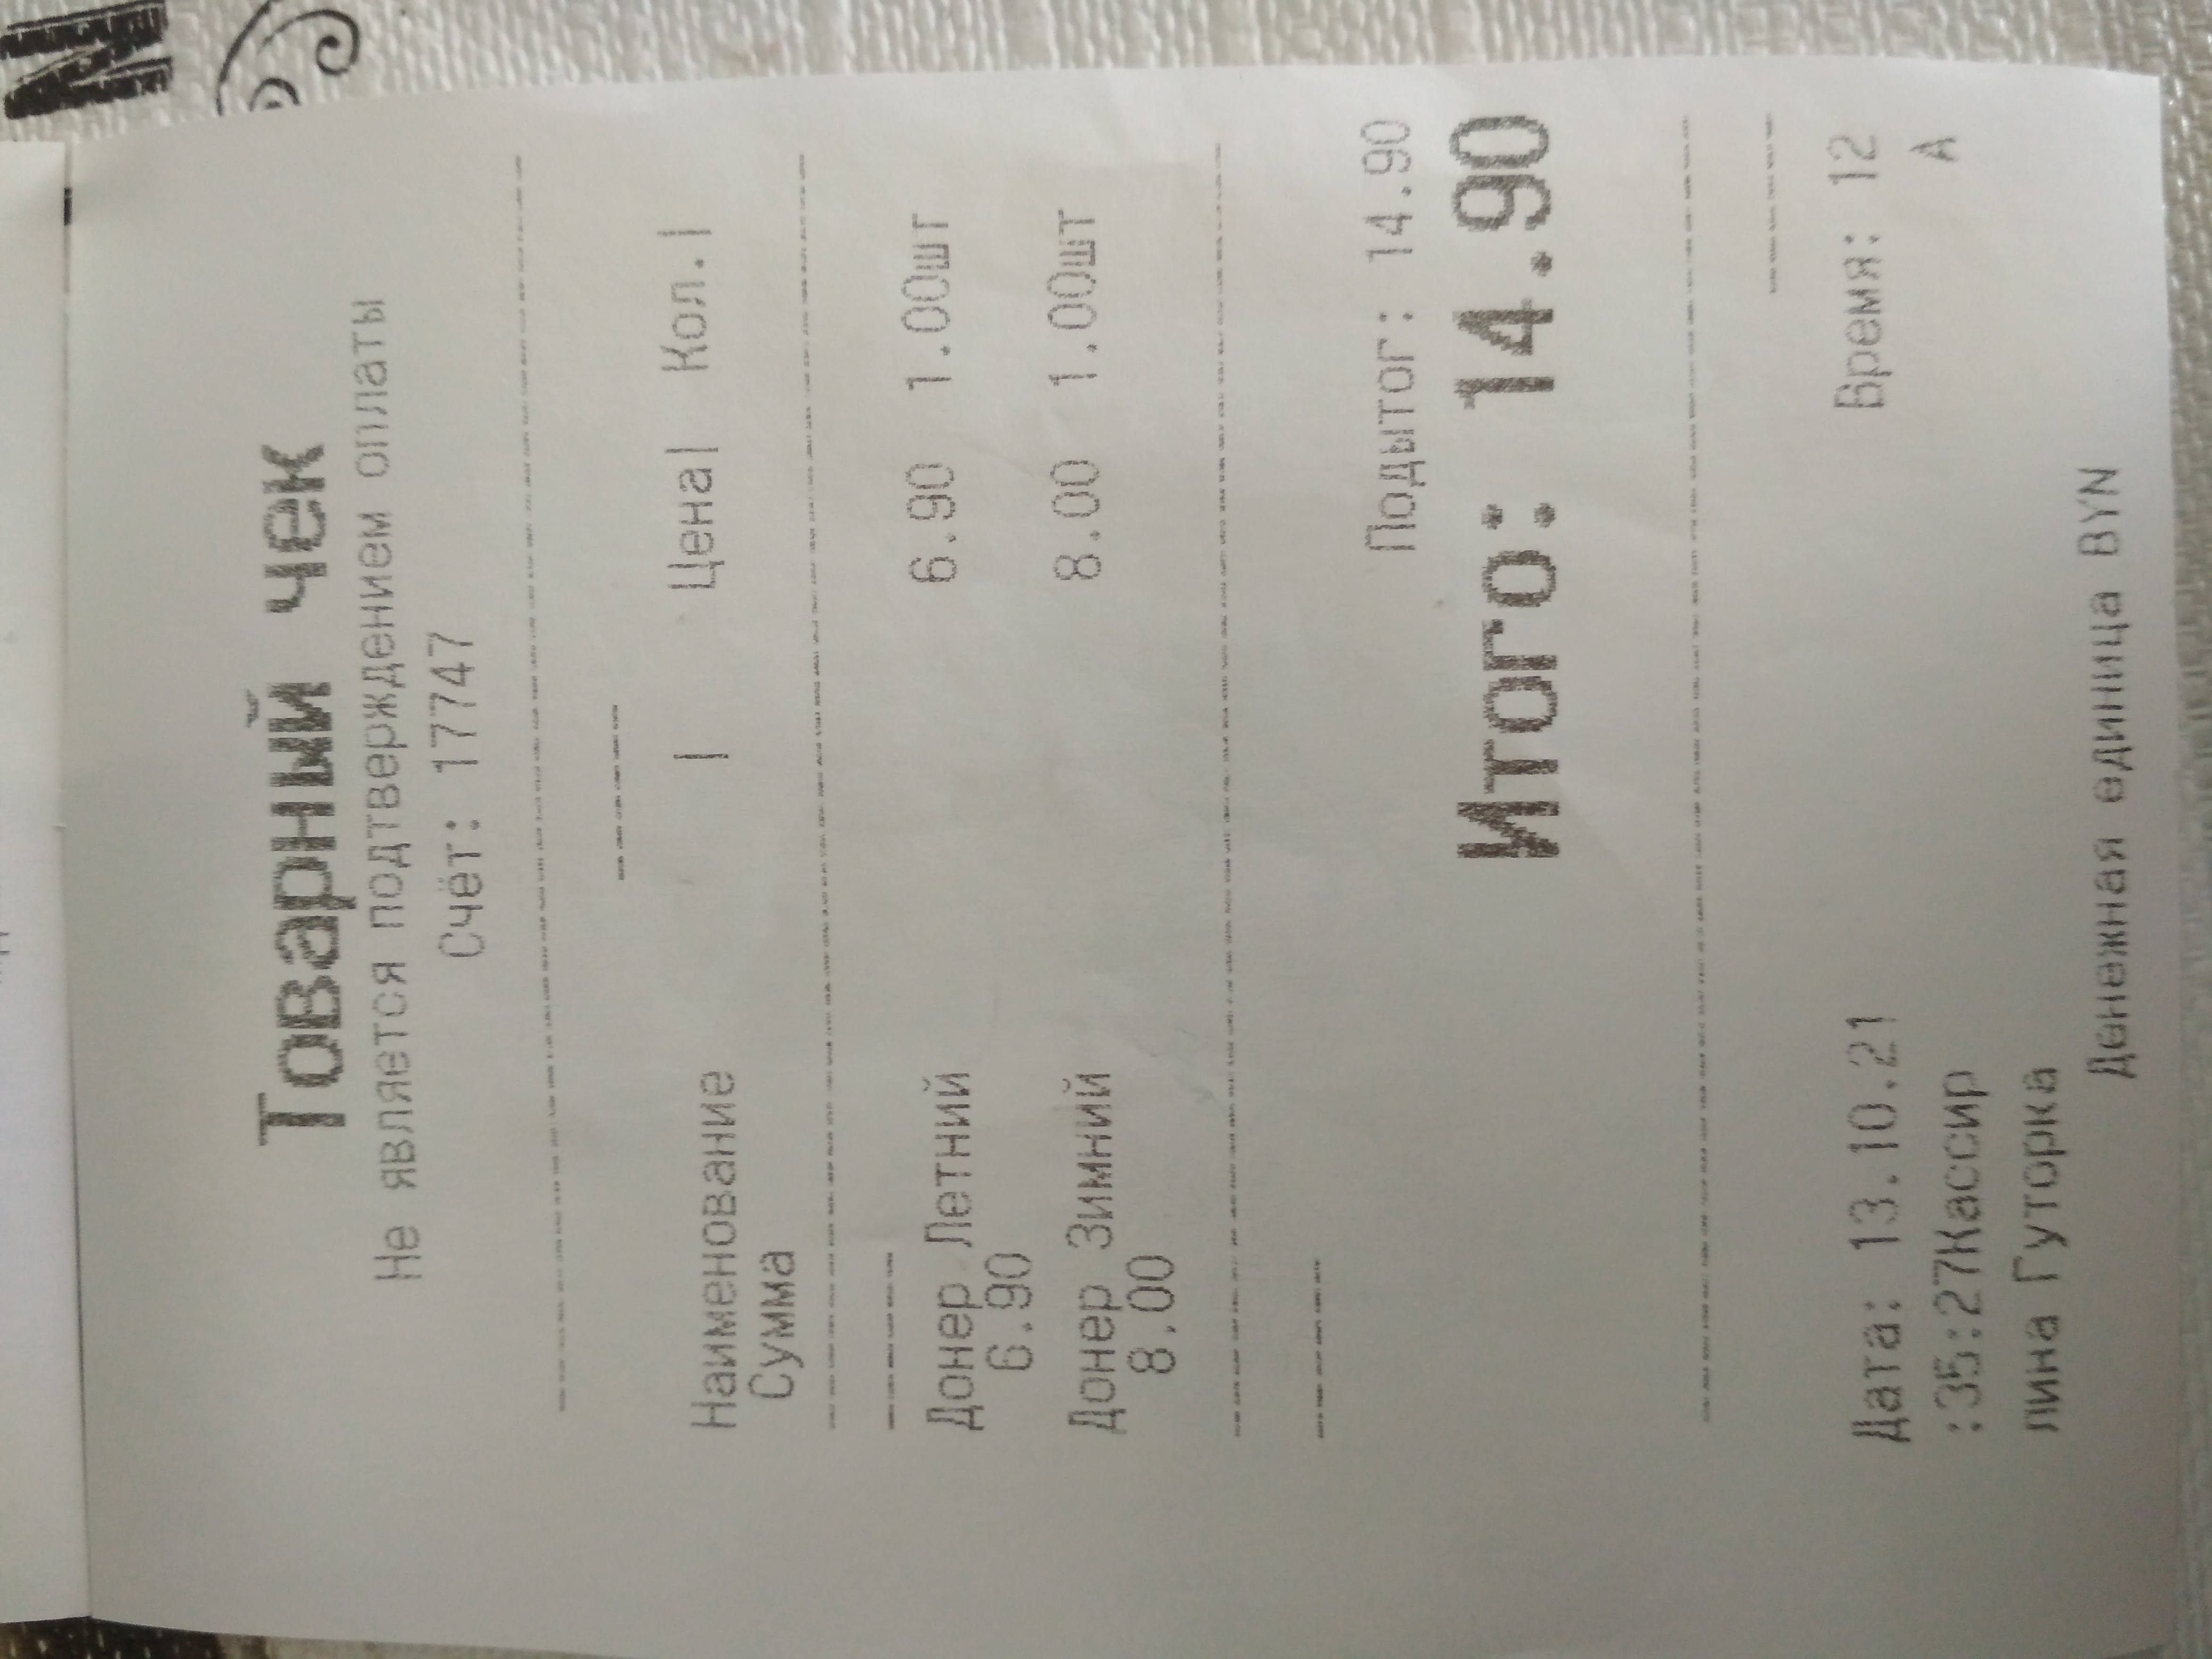 Товарный чек
Не является подтверждением оплаты
Счёт: 17747
Наименование | Цена| Кол.|
Сумма
Донер Летний 6.90 1.00шт
6.90
Донер Зимний 8.00 1.00шт
8.00
Подытог: 14.90
Итого: 14.90
Дата: 13.10.21 Время: 12
:35:27Кассир А
лина Гуторка
Денежная единица BYN